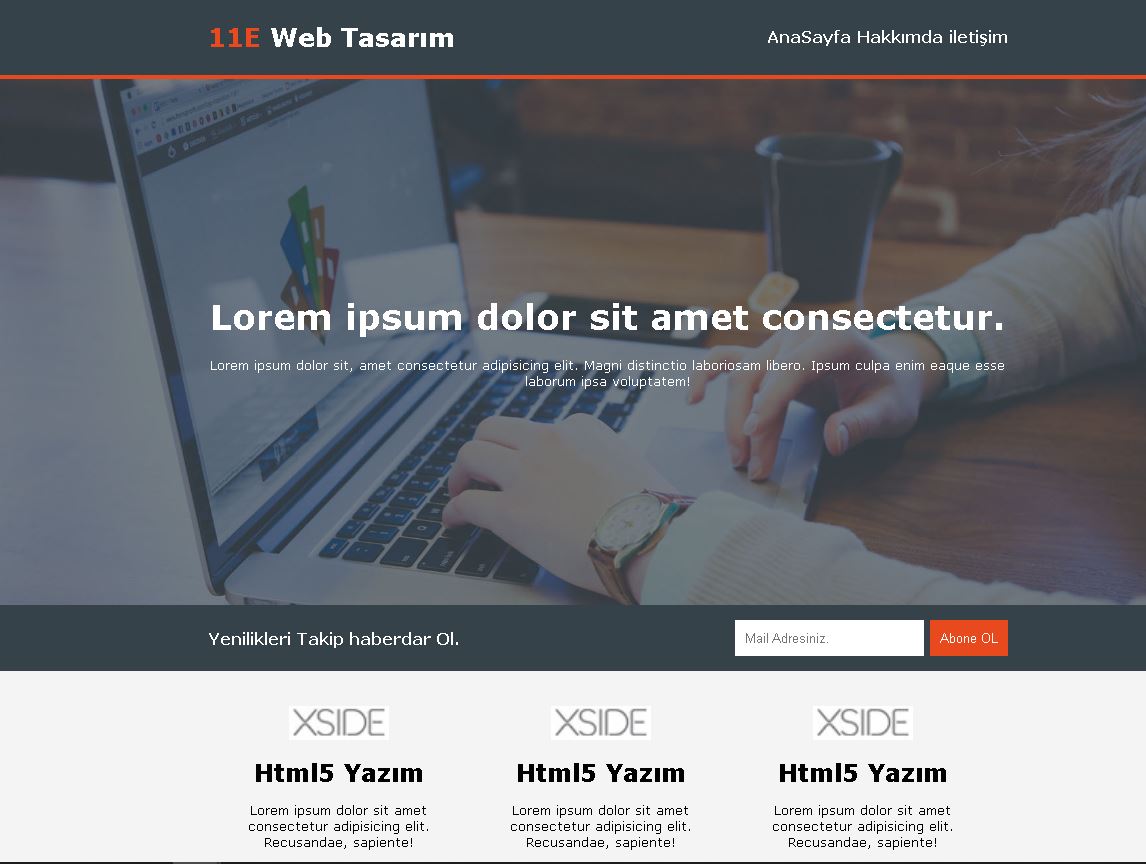 11E Web Tasarım
AnaSayfa Hakkımda iletişim
Lorem ipsum dolor sit amet consectetur.
Lorem ipsum dolor sit, amet consectetur adipisicing elit. Magni distinctio laboriosam libero. Ipsum culpa enim eaque esse
laborum ipsa voluptatem!
Yenilikleri Takip haberdar Ol.
Mail Adresiniz.
Abone OL
XSIDE
Html5 Yazım
Lorem ipsum dolor sit amet
consectetur adipisicing elit.
Recusandae, sapiente!
XSIDE
Html5 Yazım
Lorem ipsum dolor sit amet
consectetur adipisicing elit.
Recusandae, sapiente!
XSIDE
Html5 Yazım
Lorem ipsum dolor sit amet
consectetur adipisicing elit.
Recusandae, sapiente!